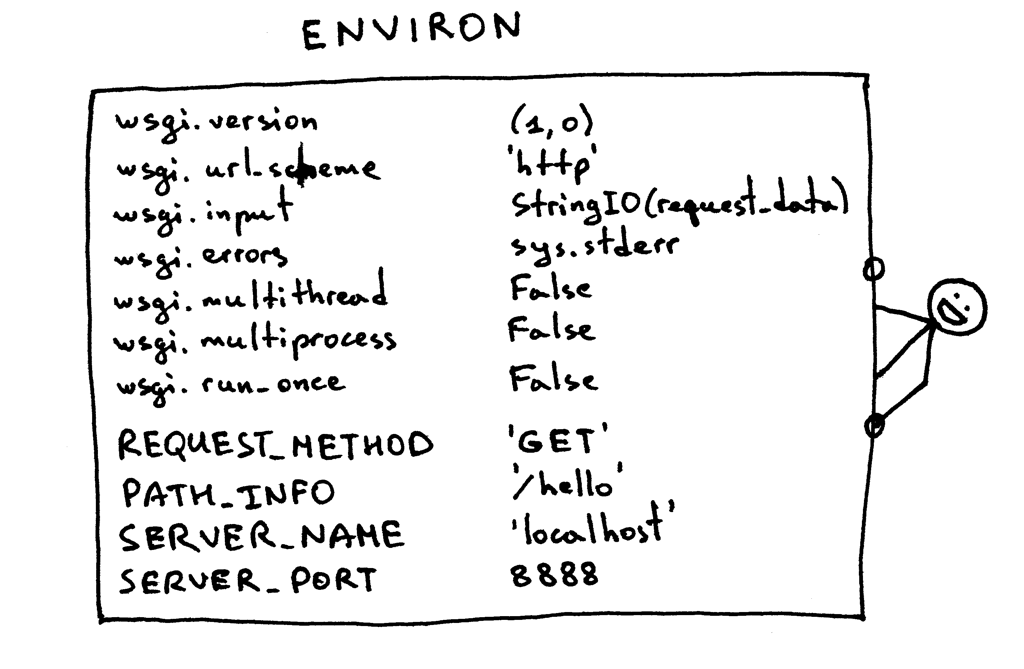 ENVIRON
wsgi.version (1,0)
wsgi.url_scheme 'http'
wsgi.input StringIO(request_data)
wsgi.errors sys.stderr
wsgi.multithread False
wsgi.multiprocess False
wsgi.run_once False
REQUEST_METHOD 'GET'
PATH_INFO '/hello'
SERVER_NAME 'localhost'
SERVER_PORT 8888